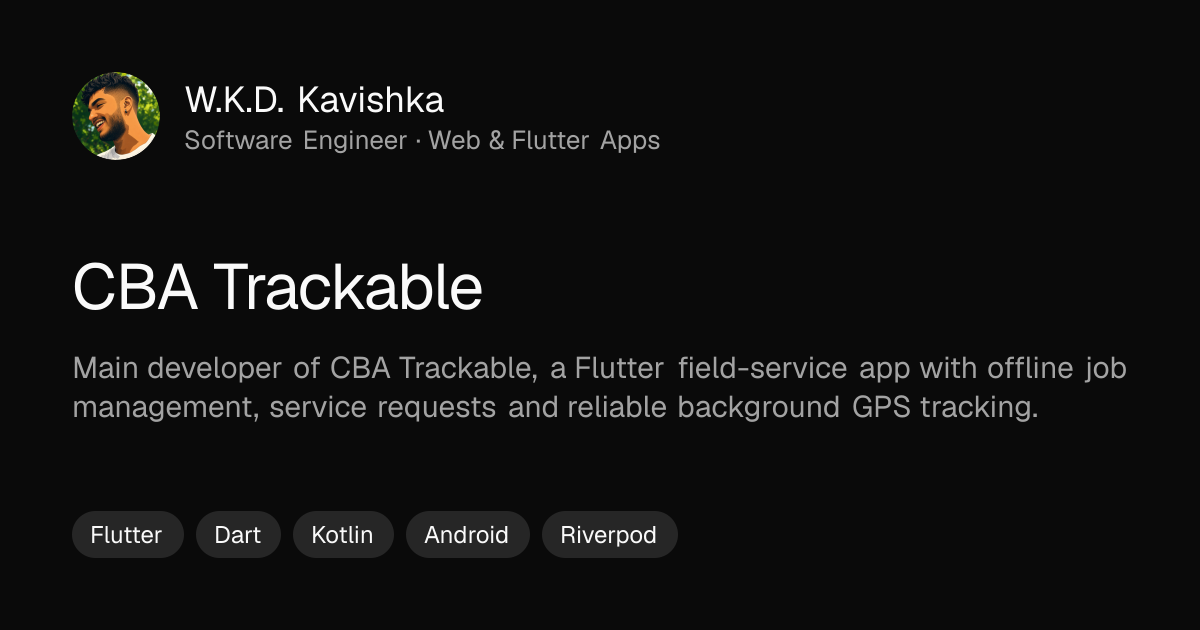 W.K.D. Kavishka
Software Engineer · Web & Flutter Apps
CBA Trackable
Main developer of CBA Trackable, a Flutter field-service app with offline job
management, service requests and reliable background GPS tracking.
Flutter Dart Kotlin Android Riverpod